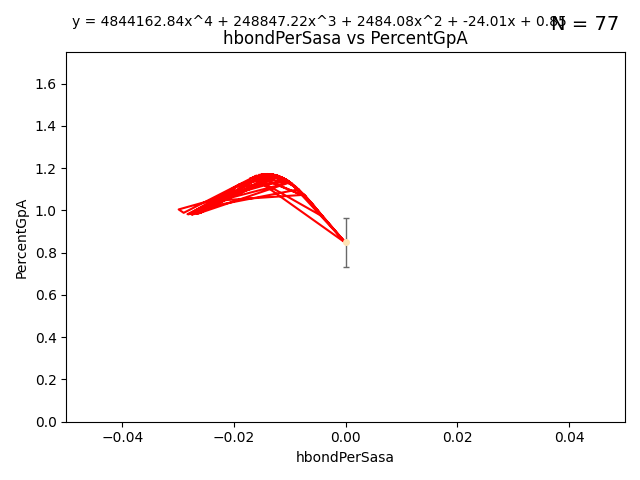 y = 4844162.84x^4 + 248847.22x^3 + 2484.08x^2 + -24.01x + 0.85
N = 77
hbondPerSasa vs PercentGpA
1.6
1.4
1.2
1.0
0.8
0.6
0.4
0.2
0.0
PercentGpA
−0.04
−0.02
0.00
0.02
0.04
hbondPerSasa